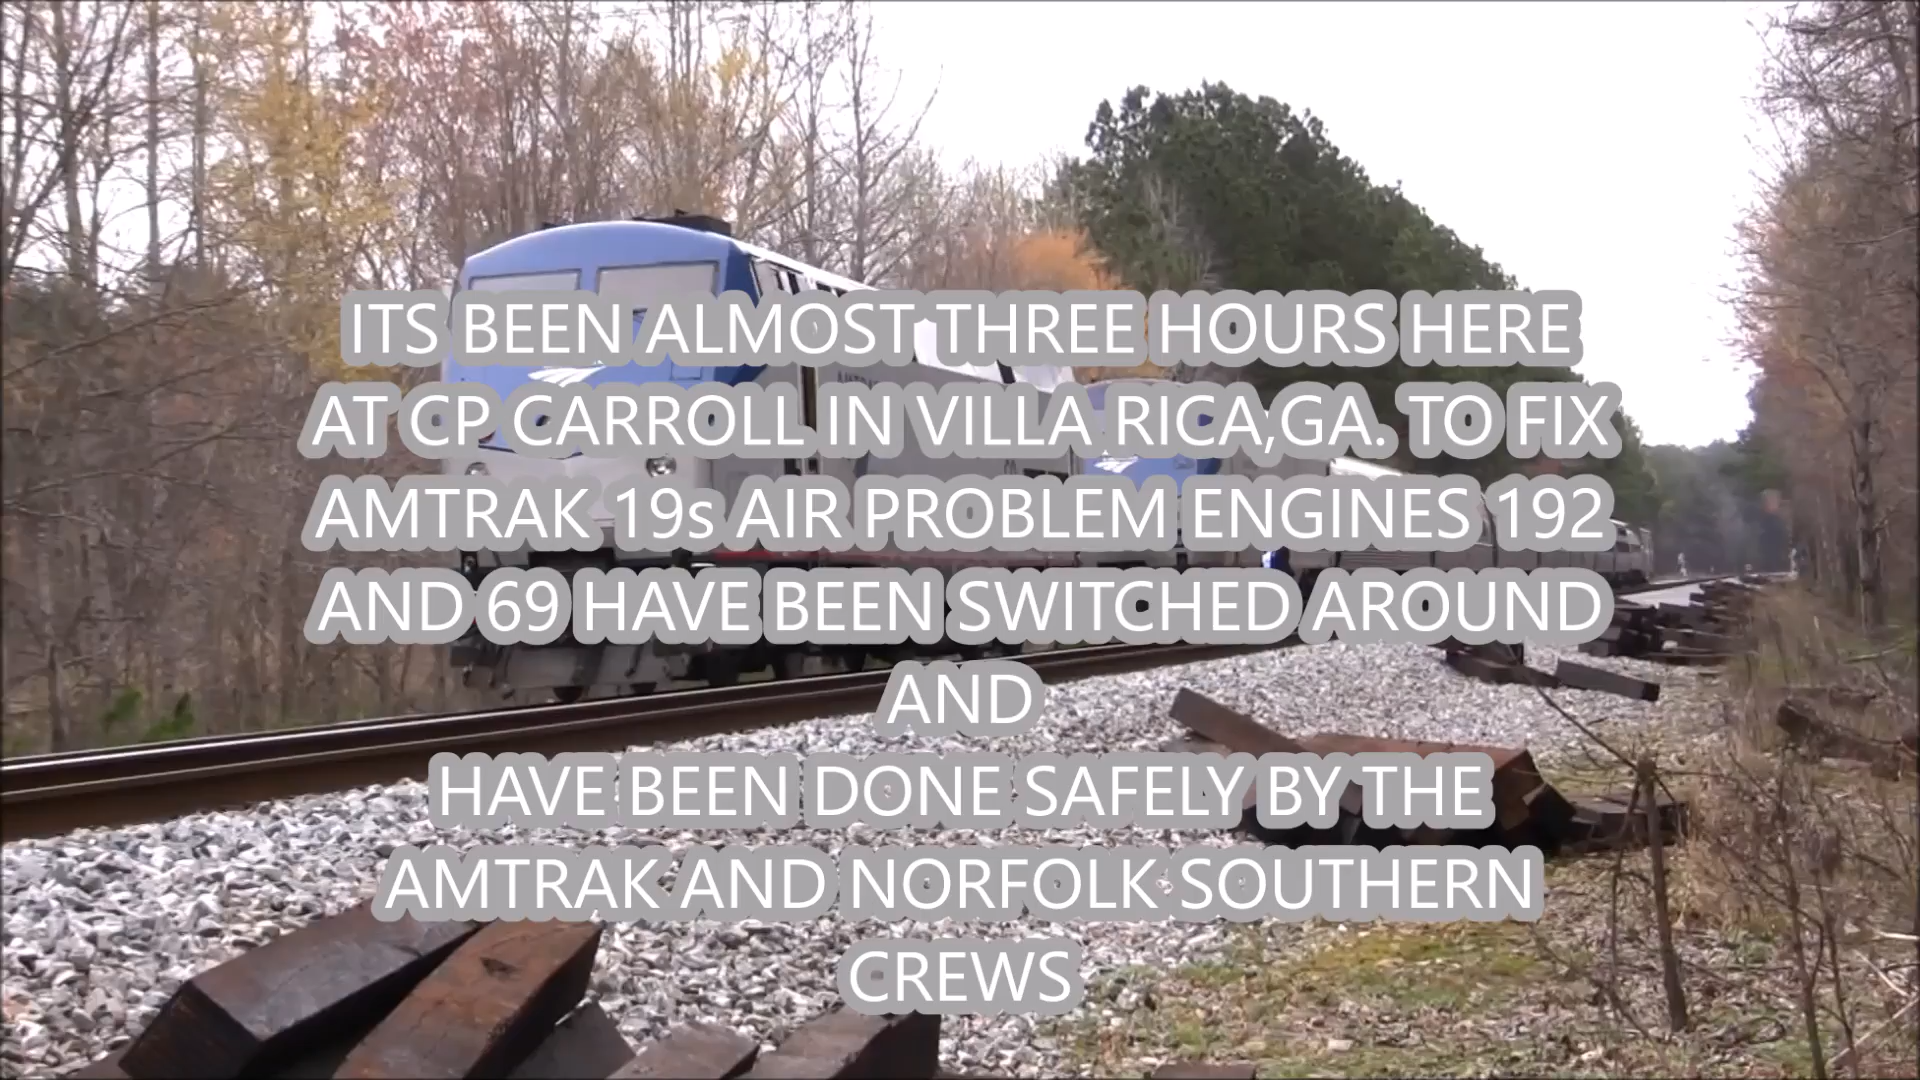 ITS BEEN ALMOST THREE HOURS HERE
AT CP CARROLL IN VILLA RICA,GA. TO FIX
AMTRAK 19s AIR PROBLEM ENGINES 192
AND 69 HAVE BEEN SWITCHED AROUND
AND
HAVE BEEN DONE SAFELY BY THE
AMTRAK AND NORFOLK SOUTHERN
CREWS